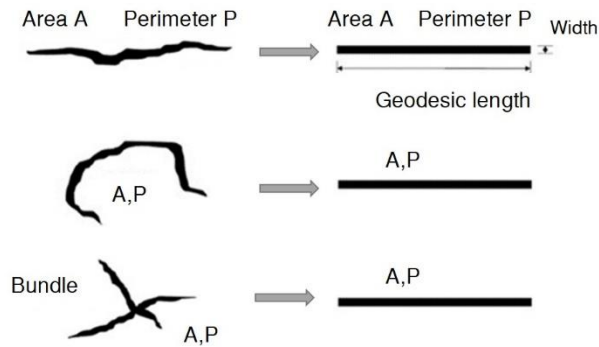 Area A Perimeter P
Area A Perimeter P
Width
Geodesic length
A,P
A,P
Bundle
A,P
A,P